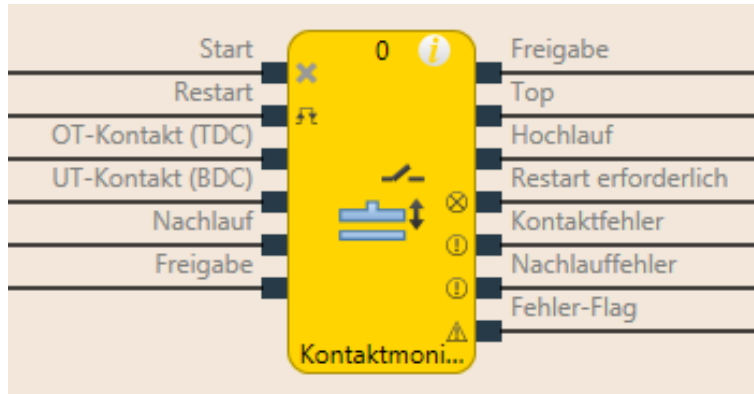 Start
Restart
OT-Kontakt (TDC)
UT-Kontakt (BDC)
Nachlauf
Freigabe
0
i
Kontaktmoni...
Freigabe
Top
Hochlauf
Restart erforderlich
Kontaktfehler
Nachlauffehler
Fehler-Flag